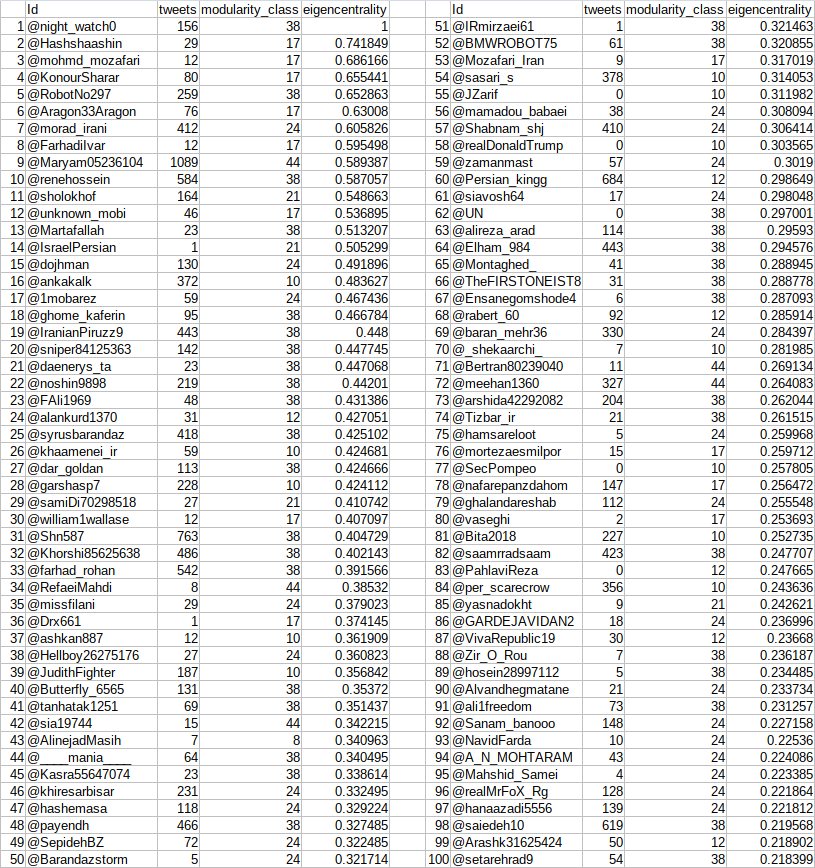 Id tweets modularity_class eigencentrality Id tweets modularity_class eigencentrality
1 @night_watch0 156 38 1 51 @IRmirzaei61 1 38 0.321463
2 @Hashshaashin 29 17 0.741849 52 @BMWROBOT75 61 38 0.320855
3 @mohmd_mozafari 12 17 0.686166 53 @Mozafari_Iran 9 17 0.317019
4 @KonourSharar 80 17 0.655441 54 @sasari_s 378 10 0.314053
5 @RobotNo297 259 38 0.652863 55 @JZarif 0 10 0.311982
6 @Aragon33Aragon 76 17 0.63008 56 @mamadou_babaei 38 24 0.308094
7 @morad_irani 412 24 0.605826 57 @Shabnam_shj 410 24 0.306414
8 @FarhadiIvar 12 17 0.595498 58 @realDonaldTrump 0 10 0.303565
9 @Maryam05236104 1089 44 0.589387 59 @zamanmast 57 24 0.3019
10 @renehossein 584 38 0.587057 60 @Persian_kingg 684 12 0.298649
11 @sholokhof 164 21 0.548663 61 @siavosh64 17 24 0.298048
12 @unknown_mobi 46 17 0.536895 62 @UN 0 38 0.297001
13 @Martafallah 23 38 0.513207 63 @alireza_arad 114 38 0.29593
14 @IsraelPersian 1 21 0.505299 64 @Elham_984 443 38 0.294576
15 @dojhman 130 24 0.491896 65 @Montaghed_ 41 38 0.288945
16 @ankakalk 372 10 0.483627 66 @TheFIRSTONEIST8 31 38 0.288778
17 @1mobarez 59 24 0.467436 67 @Ensanegomshode4 6 38 0.287093
18 @ghome_kaferin 95 38 0.466784 68 @rabert_60 92 12 0.285914
19 @IranianPiruzz9 443 38 0.448 69 @baran_mehr36 330 24 0.284397
20 @sniper84125363 142 38 0.447745 70 @_shekaarchi_ 7 10 0.281985
21 @daenerys_ta 23 38 0.447068 71 @Bertran80239040 11 44 0.269134
22 @noshin9898 219 38 0.44201 72 @meehan1360 327 44 0.264083
23 @FAli1969 48 38 0.431386 73 @arshida42292082 204 38 0.262044
24 @alankurd1370 31 12 0.427051 74 @Tizbar_ir 21 38 0.261515
25 @syrusbarandaz 418 38 0.425102 75 @hamsareloot 5 24 0.259968
26 @khaamenei_ir 59 10 0.424681 76 @mortezaesmilpor 15 17 0.259712
27 @dar_goldan 113 38 0.424666 77 @SecPompeo 0 10 0.257805
28 @garshasp7 228 10 0.424112 78 @nafarepanzdahom 147 17 0.256472
29 @samiDi70298518 27 21 0.410742 79 @ghalandareshab 112 24 0.255548
30 @william1wallase 12 17 0.407097 80 @vaseghi 2 17 0.253693
31 @Shn587 763 38 0.404729 81 @Bita2018 227 10 0.252735
32 @Khorshi85625638 486 38 0.402143 82 @saamrradsaam 423 38 0.247707
33 @farhad_rohan 542 38 0.391566 83 @PahlaviReza 0 12 0.247665
34 @RefaeiMahdi 8 44 0.38532 84 @per_scarecrow 356 10 0.243636
35 @missfilani 29 24 0.379023 85 @yasnadokht 9 21 0.242621
36 @Drx661 1 17 0.374145 86 @GARDEJAVIDAN2 18 24 0.236996
37 @ashkan887 12 10 0.361909 87 @VivaRepublic19 30 12 0.23668
38 @Hellboy26275176 27 24 0.360823 88 @Zir_O_Rou 7 38 0.236187
39 @JudithFighter 187 10 0.356842 89 @hosein28997112 5 38 0.234485
40 @Butterfly_6565 131 38 0.35372 90 @Alvandhegmatane 21 24 0.233734
41 @tanhatak1251 69 38 0.351437 91 @ali1freedom 73 38 0.231257
42 @sia19744 15 44 0.342215 92 @Sanam_banooo 148 24 0.227158
43 @AlinejadMasih 7 8 0.340963 93 @NavidFarda 10 24 0.22536
44 @____mania____ 64 38 0.340495 94 @A_N_MOHTARAM 43 24 0.224086
45 @Kasra55647074 23 38 0.338614 95 @Mahshid_Samei 4 24 0.223385
46 @khiresarbisar 231 24 0.332495 96 @realMrFoX_Rg 128 24 0.221864
47 @hashemasa 118 24 0.329224 97 @hanaazadi5556 139 24 0.221812
48 @payendh 466 38 0.327485 98 @saiedeh10 619 38 0.219568
49 @SepidehBZ 72 24 0.322485 99 @Arashk31625424 50 12 0.218902
50 @Barandazstorm 5 24 0.321714 100 @setarehrad9 54 38 0.218399